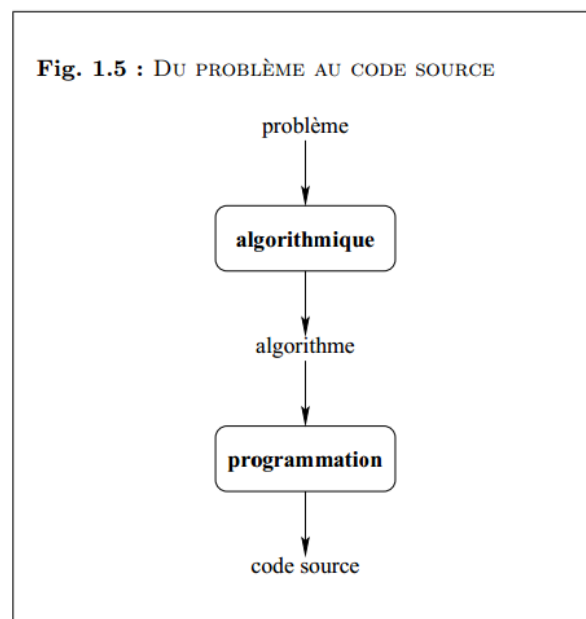 Fig. 1.5 : DU PROBLÈME AU CODE SOURCE
problème
algorithmique
algorithme
programmation
code source